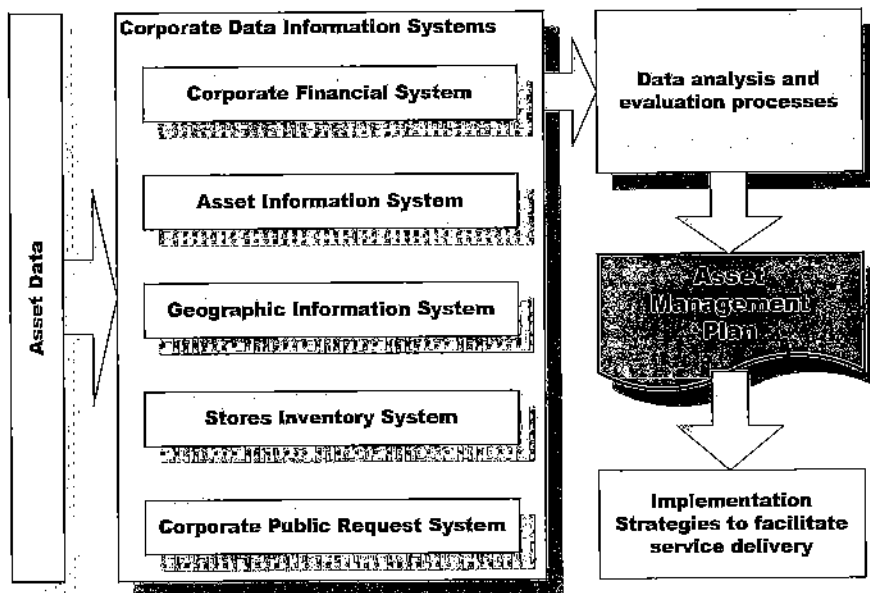 Asset Data
Corporate Data Information Systems
Corporate Financial System
Asset Information System
Geographic Information System
Stores Inventory System
Corporate Public Request System
Data analysis and
evaluation processes
Asset
Management
Plan
Implementation
Strategies to facilitate
service delivery